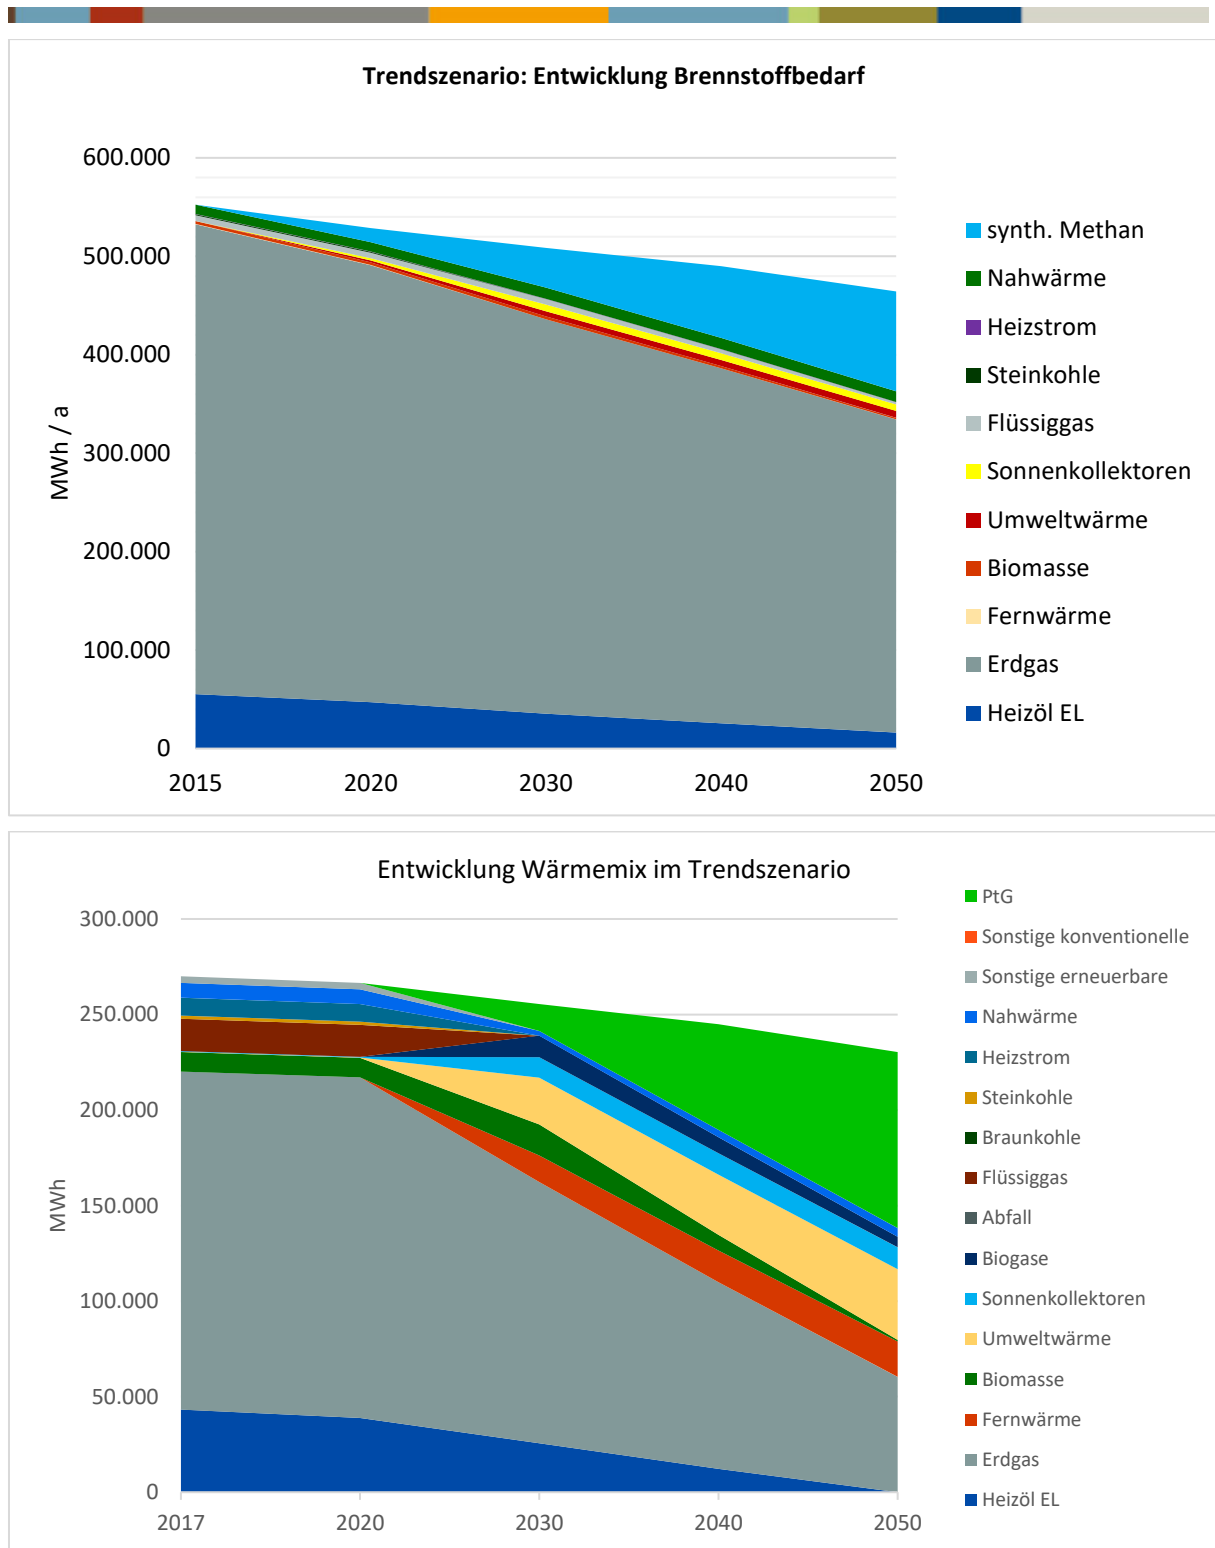 Trendszenario: Entwicklung Brennstoffbedarf
600.000
500.000
400.000
300.000
200.000
100.000
0
MWh / a
2015 2020 2030 2040 2050
synth. Methan
Nahwärme
Heizstrom
Steinkohle
Flüssiggas
Sonnenkollektoren
Umweltwärme
Biomasse
Fernwärme
Erdgas
Heizöl EL
Entwicklung Wärmemix im Trendszenario
300.000
250.000
200.000
150.000
100.000
50.000
0
MWh
2017 2020 2030 2040 2050
PtG
Sonstige konventionelle
Sonstige erneuerbare
Nahwärme
Heizstrom
Steinkohle
Braunkohle
Flüssiggas
Abfall
Biogase
Sonnenkollektoren
Umweltwärme
Biomasse
Fernwärme
Erdgas
Heizöl EL